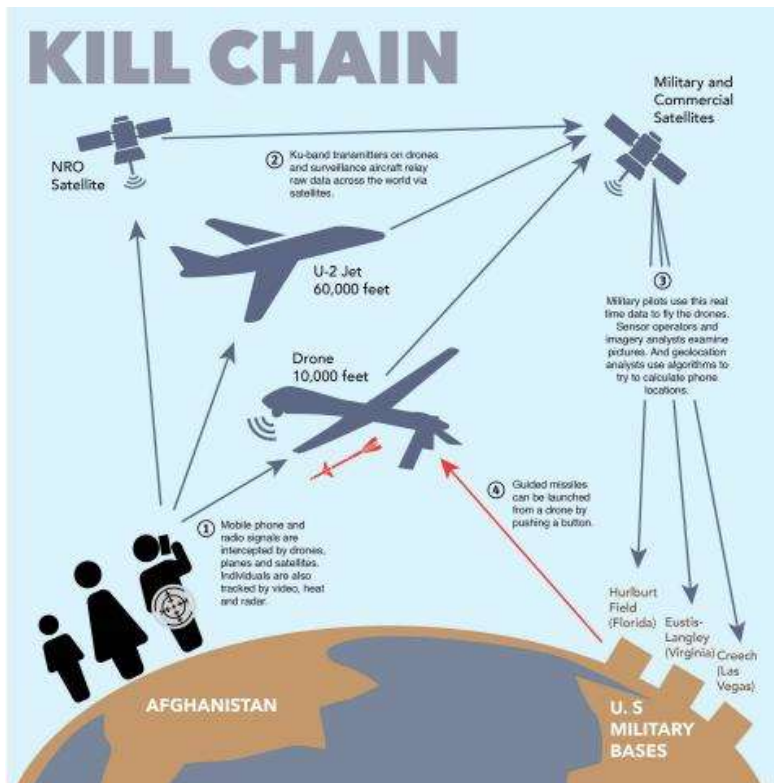 KILL CHAIN
Military and
Commercial
Satellites
NRO
Satellite
② Ku-band transmitters on drones
and surveillance aircraft relay
raw data across the world via
satellites.
U-2 Jet
60,000 feet
③
Military pilots use this real
time data to fly the drones.
Sensor operators and
imagery analysts examine
pictures. And geolocation
analysts use algorithms to
try to calculate phone
locations.
Drone
10,000 feet
④ Guided missiles
can be launched
from a drone by
pushing a button.
① Mobile phone and
radio signals are
intercepted by drones,
planes and satellites.
Individuals are also
tracked by video, heat
and radar.
Hurlburt
Field
(Florida)
Eustis-
Langley
(Virginia)
Creech
(Las
Vegas)
AFGHANISTAN
U. S
MILITARY
BASES